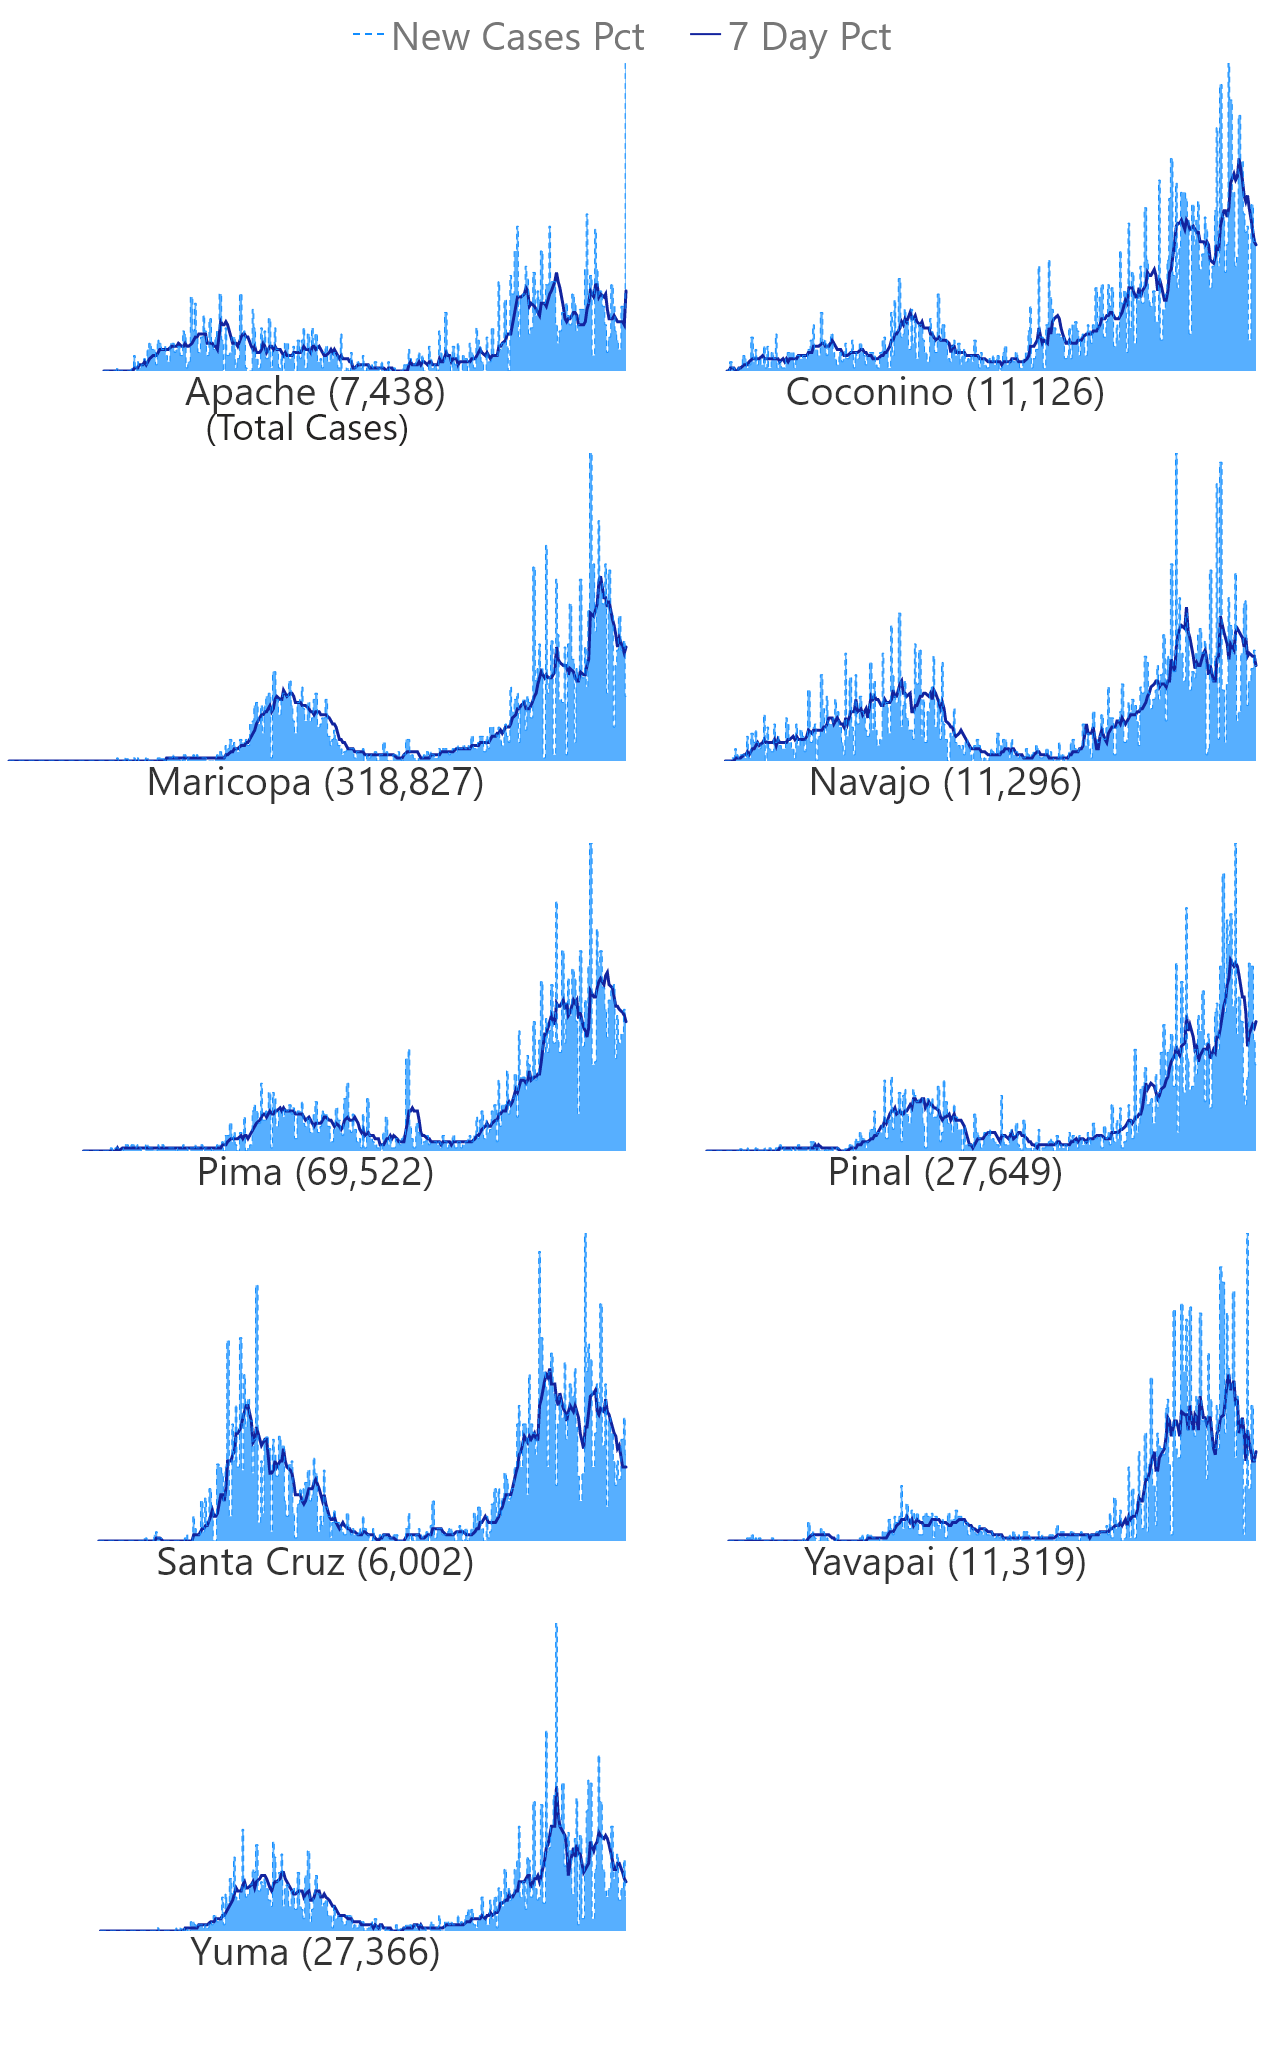 New Cases Pct 7 Day Pct
Apache (7,438) Coconino (11,126)
(Total Cases)
Maricopa (318,827) Navajo (11,296)
Pima (69,522) Pinal (27,649)
Santa Cruz (6,002) Yavapai (11,319)
Yuma (27,366)